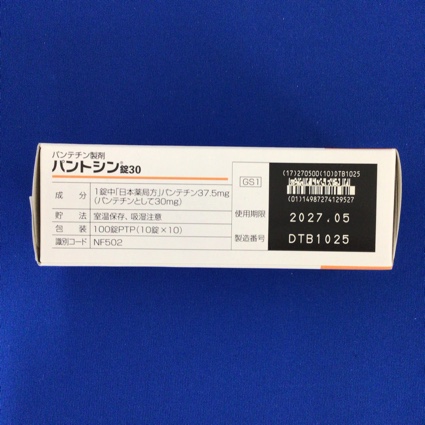 パンテチン製剤
パントシン®錠30
成分 1錠中「日本薬局方」パンテチン37.5mg
(パンテチンとして30mg)
貯法 室温保存、吸湿注意
包装 100錠PTP(10錠×10)
識別コード NF502
GS1
(17)270500(10)DTB1025
(01)14987274129527
使用期限 2027.05
製造番号 DTB1025